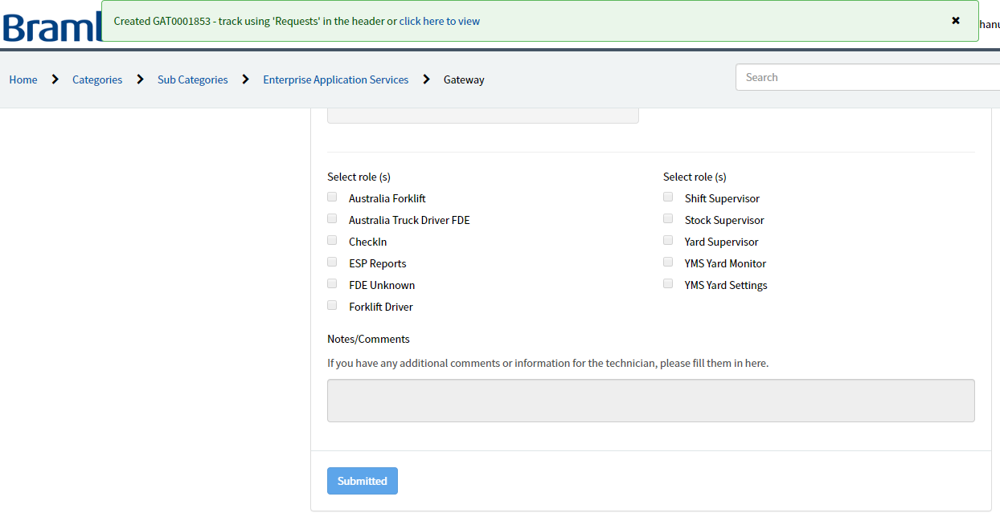 Created GAT0001853 - track using 'Requests' in the header or click here to view
Home Categories Sub Categories Enterprise Application Services Gateway
Search
Select role (s)
Australia Forklift
Australia Truck Driver FDE
CheckIn
ESP Reports
FDE Unknown
Forklift Driver
Select role (s)
Shift Supervisor
Stock Supervisor
Yard Supervisor
YMS Yard Monitor
YMS Yard Settings
Notes/Comments
If you have any additional comments or information for the technician, please fill them in here.
Submitted